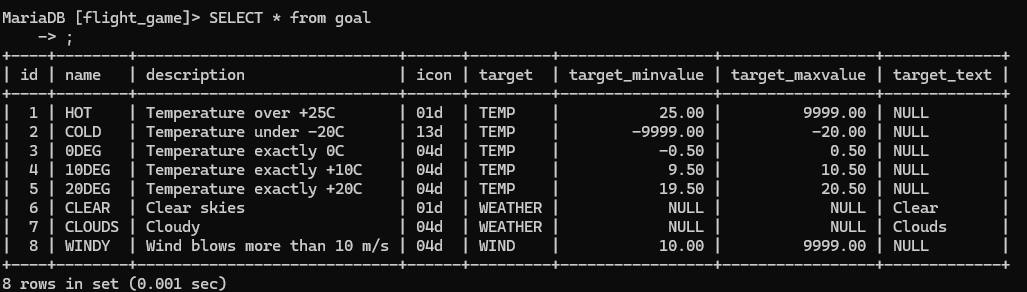 MariaDB [flight_game]> SELECT * from goal
    -> ;
+----+--------+---------------------------------+------+---------+-----------------+-----------------+-------------+
| id | name   | description                     | icon | target  | target_minvalue | target_maxvalue | target_text |
+----+--------+---------------------------------+------+---------+-----------------+-----------------+-------------+
|  1 | HOT    | Temperature over +25C           | 01d  | TEMP    |           25.00 |         9999.00 | NULL        |
|  2 | COLD   | Temperature under -20C          | 13d  | TEMP    |        -9999.00 |          -20.00 | NULL        |
|  3 | 0DEG   | Temperature exactly 0C          | 04d  | TEMP    |           -0.50 |            0.50 | NULL        |
|  4 | 10DEG  | Temperature exactly +10C        | 04d  | TEMP    |            9.50 |           10.50 | NULL        |
|  5 | 20DEG  | Temperature exactly +20C        | 04d  | TEMP    |           19.50 |           20.50 | NULL        |
|  6 | CLEAR  | Clear skies                     | 01d  | WEATHER |            NULL |            NULL | Clear       |
|  7 | CLOUDS | Cloudy                          | 04d  | WEATHER |            NULL |            NULL | Clouds      |
|  8 | WINDY  | Wind blows more than 10 m/s     | 04d  | WIND    |           10.00 |         9999.00 | NULL        |
+----+--------+---------------------------------+------+---------+-----------------+-----------------+-------------+
8 rows in set (0.001 sec)